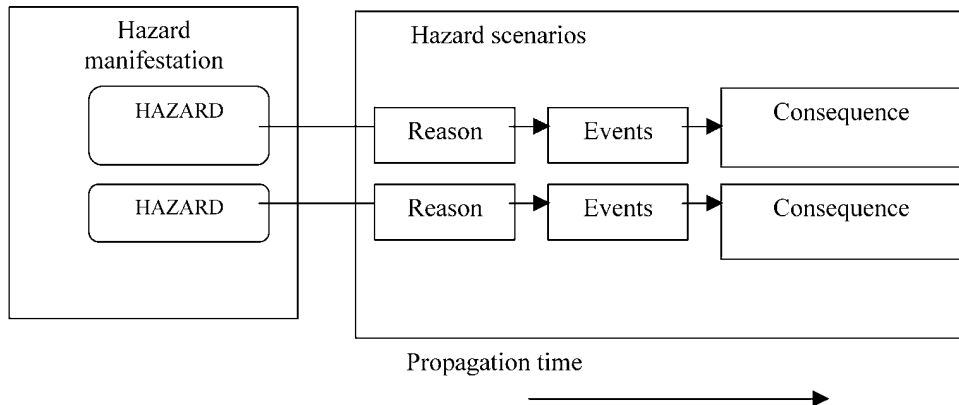 Hazard
manifestation
Hazard scenarios
HAZARD
Reason
Events
Consequence
HAZARD
Reason
Events
Consequence
Propagation time